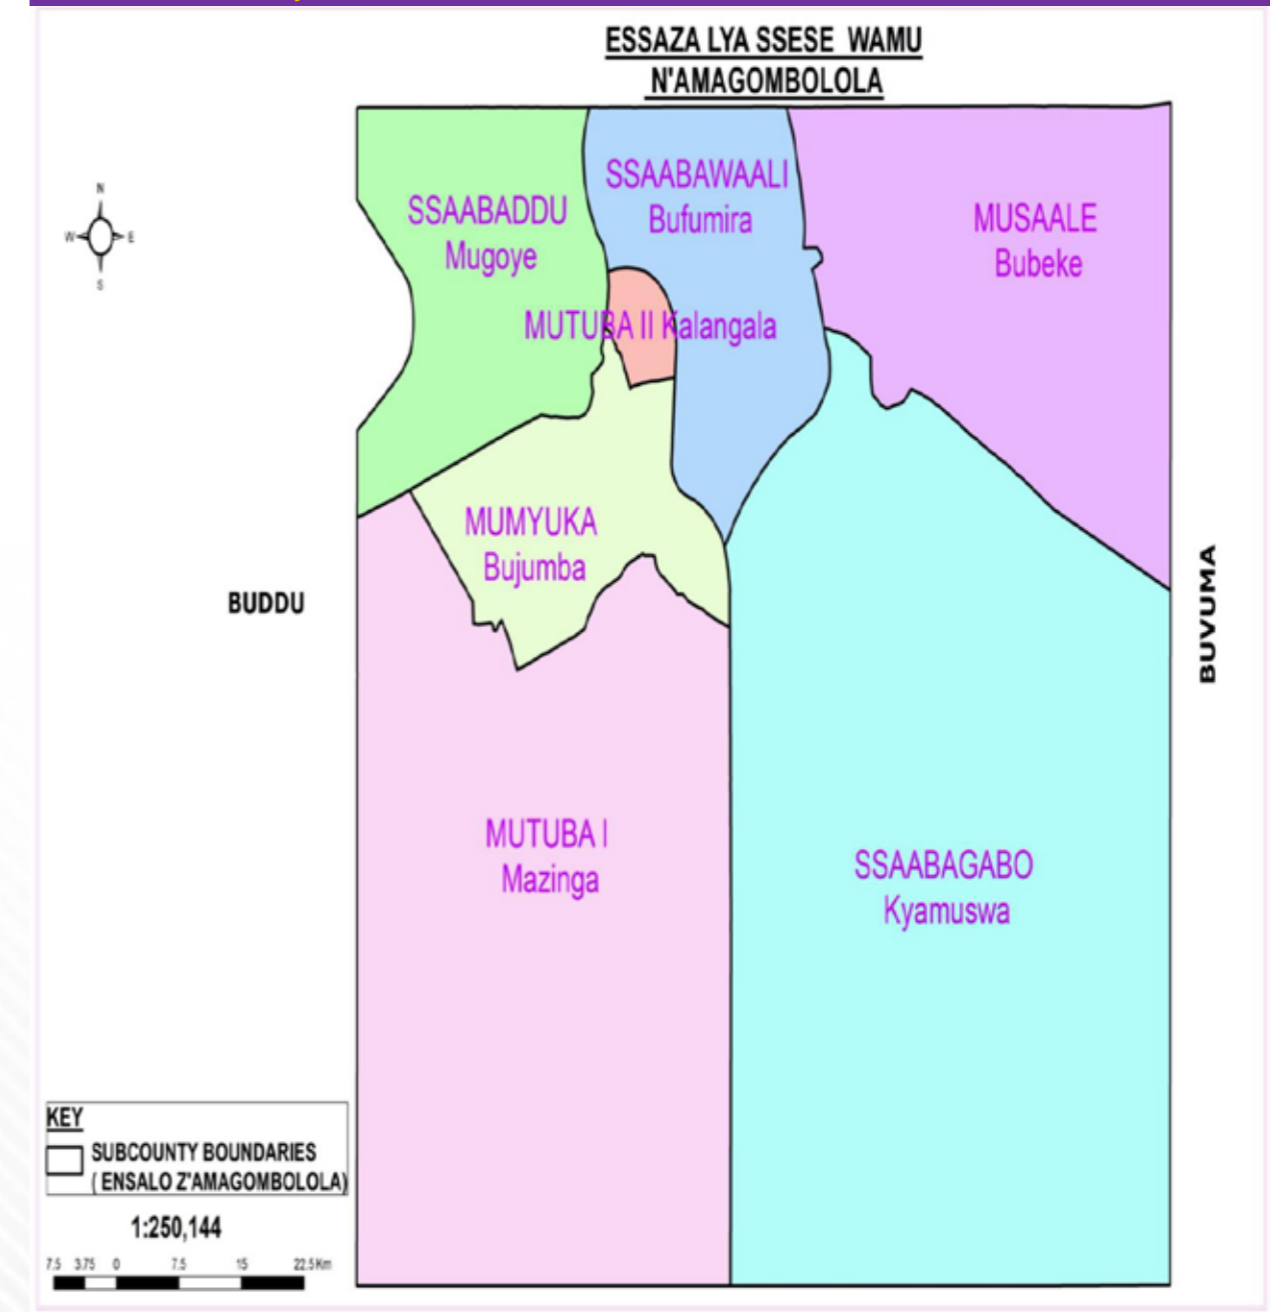 ESSAZA LYA SSESE WAMU
N'AMAGOMBOLOLA
N
W E
S
SSAABADDU
Mugoye
SSAABAWAALI
Bufumira
MUSAALE
Bubeke
MUTUBA II Kalangala
MUMYUKA
Bujumba
BUDDU
BUVUMA
MUTUBA I
Mazinga
SSAABAGABO
Kyamuswa
KEY
SUBCOUNTY BOUNDARIES
( ENSALO Z'AMAGOMBOLOLA)
1:250,144
7.5 3.75 0 7.5 15 22.5 Km